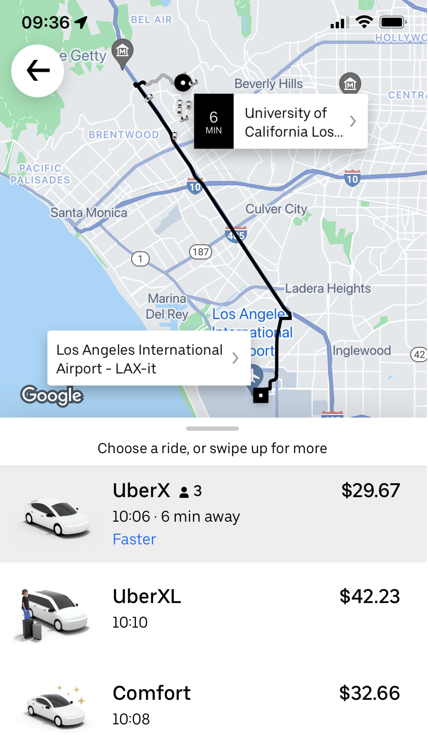 09:36
BEL AIR
HOLLYWO
e Getty
Beverly Hills
6
MIN
University of
California Los...
CENTRA
BRENTWOOD
PACIFIC
PALISADES
10
10
Santa Monica
Culver City
405
187
1
Ladera Heights
Marina
Del Rey
Los Angeles
International
port
Los Angeles International
Airport - LAX-it
Inglewood
42
Google
Choose a ride, or swipe up for more
UberX 3
$29.67
10:06 · 6 min away
Faster
UberXL
$42.23
10:10
Comfort
$32.66
10:08